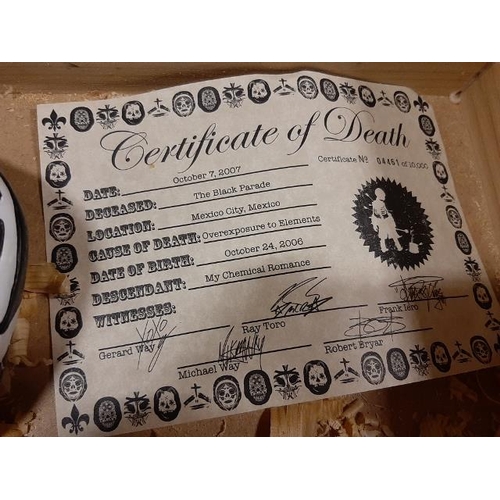 Certificate of Death
Certificate Nº 04461 of 10,000
DATE: October 7, 2007
DECEASED: The Black Parade
LOCATION: Mexico City, Mexico
CAUSE OF DEATH: Overexposure to Elements
DATE OF BIRTH: October 24, 2006
DESCENDANT: My Chemical Romance
WITNESSES:
Gerard Way
Ray Toro
Frank Iero
Michael Way
Robert Bryar